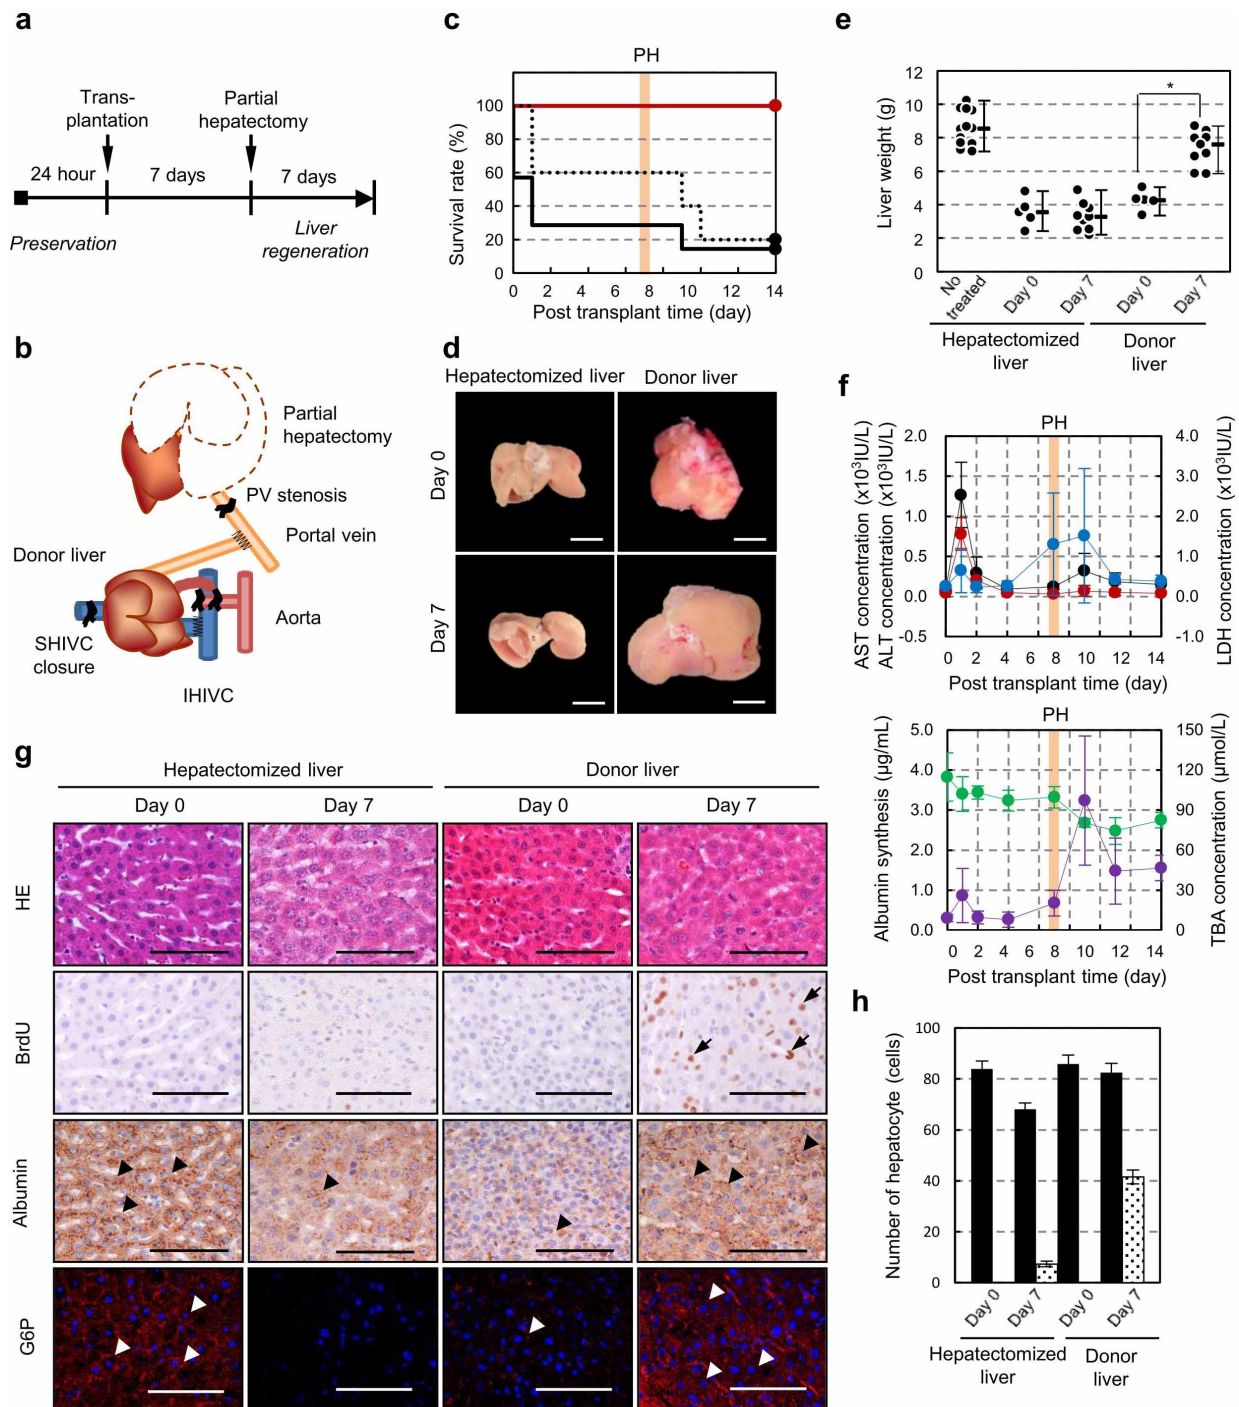 a
Trans-
plantation
Partial
hepatectomy
24 hour
7 days
7 days
Preservation
Liver
regeneration
b
Partial
hepatectomy
PV stenosis
Portal vein
Donor liver
Aorta
SHIVC
closure
IHIVC
c
PH
Survival rate (%)
100
80
60
40
20
0
0 2 4 6 8 10 12 14
Post transplant time (day)
d
Hepatectomized liver Donor liver
Day 0
Day 7
e
Liver weight (g)
12
10
8
6
4
2
0
*
No
treated
Day 0
Day 7
Day 0
Day 7
Hepatectomized
liver
Donor
liver
f
PH
AST concentration (x10³IU/L)
ALT concentration (x10³IU/L)
2.0
1.5
1.0
0.5
0.0
-0.5
4.0
3.0
2.0
1.0
0.0
-1.0
LDH concentration (x10³IU/L)
0 2 4 6 8 10 12 14
Post transplant time (day)
PH
Albumin synthesis (µg/mL)
5.0
4.0
3.0
2.0
1.0
0.0
150
120
90
60
30
0
TBA concentration (µmol/L)
0 2 4 6 8 10 12 14
Post transplant time (day)
g
Hepatectomized liver Donor liver
Day 0 Day 7 Day 0 Day 7
HE
BrdU
Albumin
G6P
h
Number of hepatocyte (cells)
100
80
60
40
20
0
Day 0
Day 7
Day 0
Day 7
Hepatectomized
liver
Donor
liver